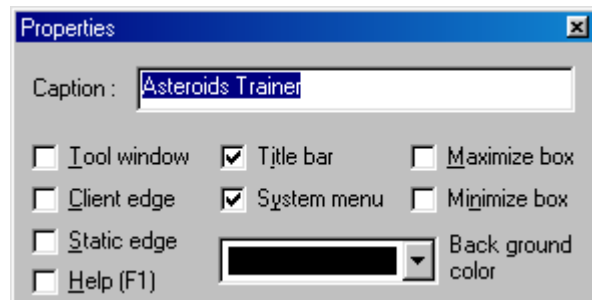 Properties
Caption : Asteroids Trainer
Tool window Title bar Maximize box
Client edge System menu Minimize box
Static edge Back ground
color
Help (F1)